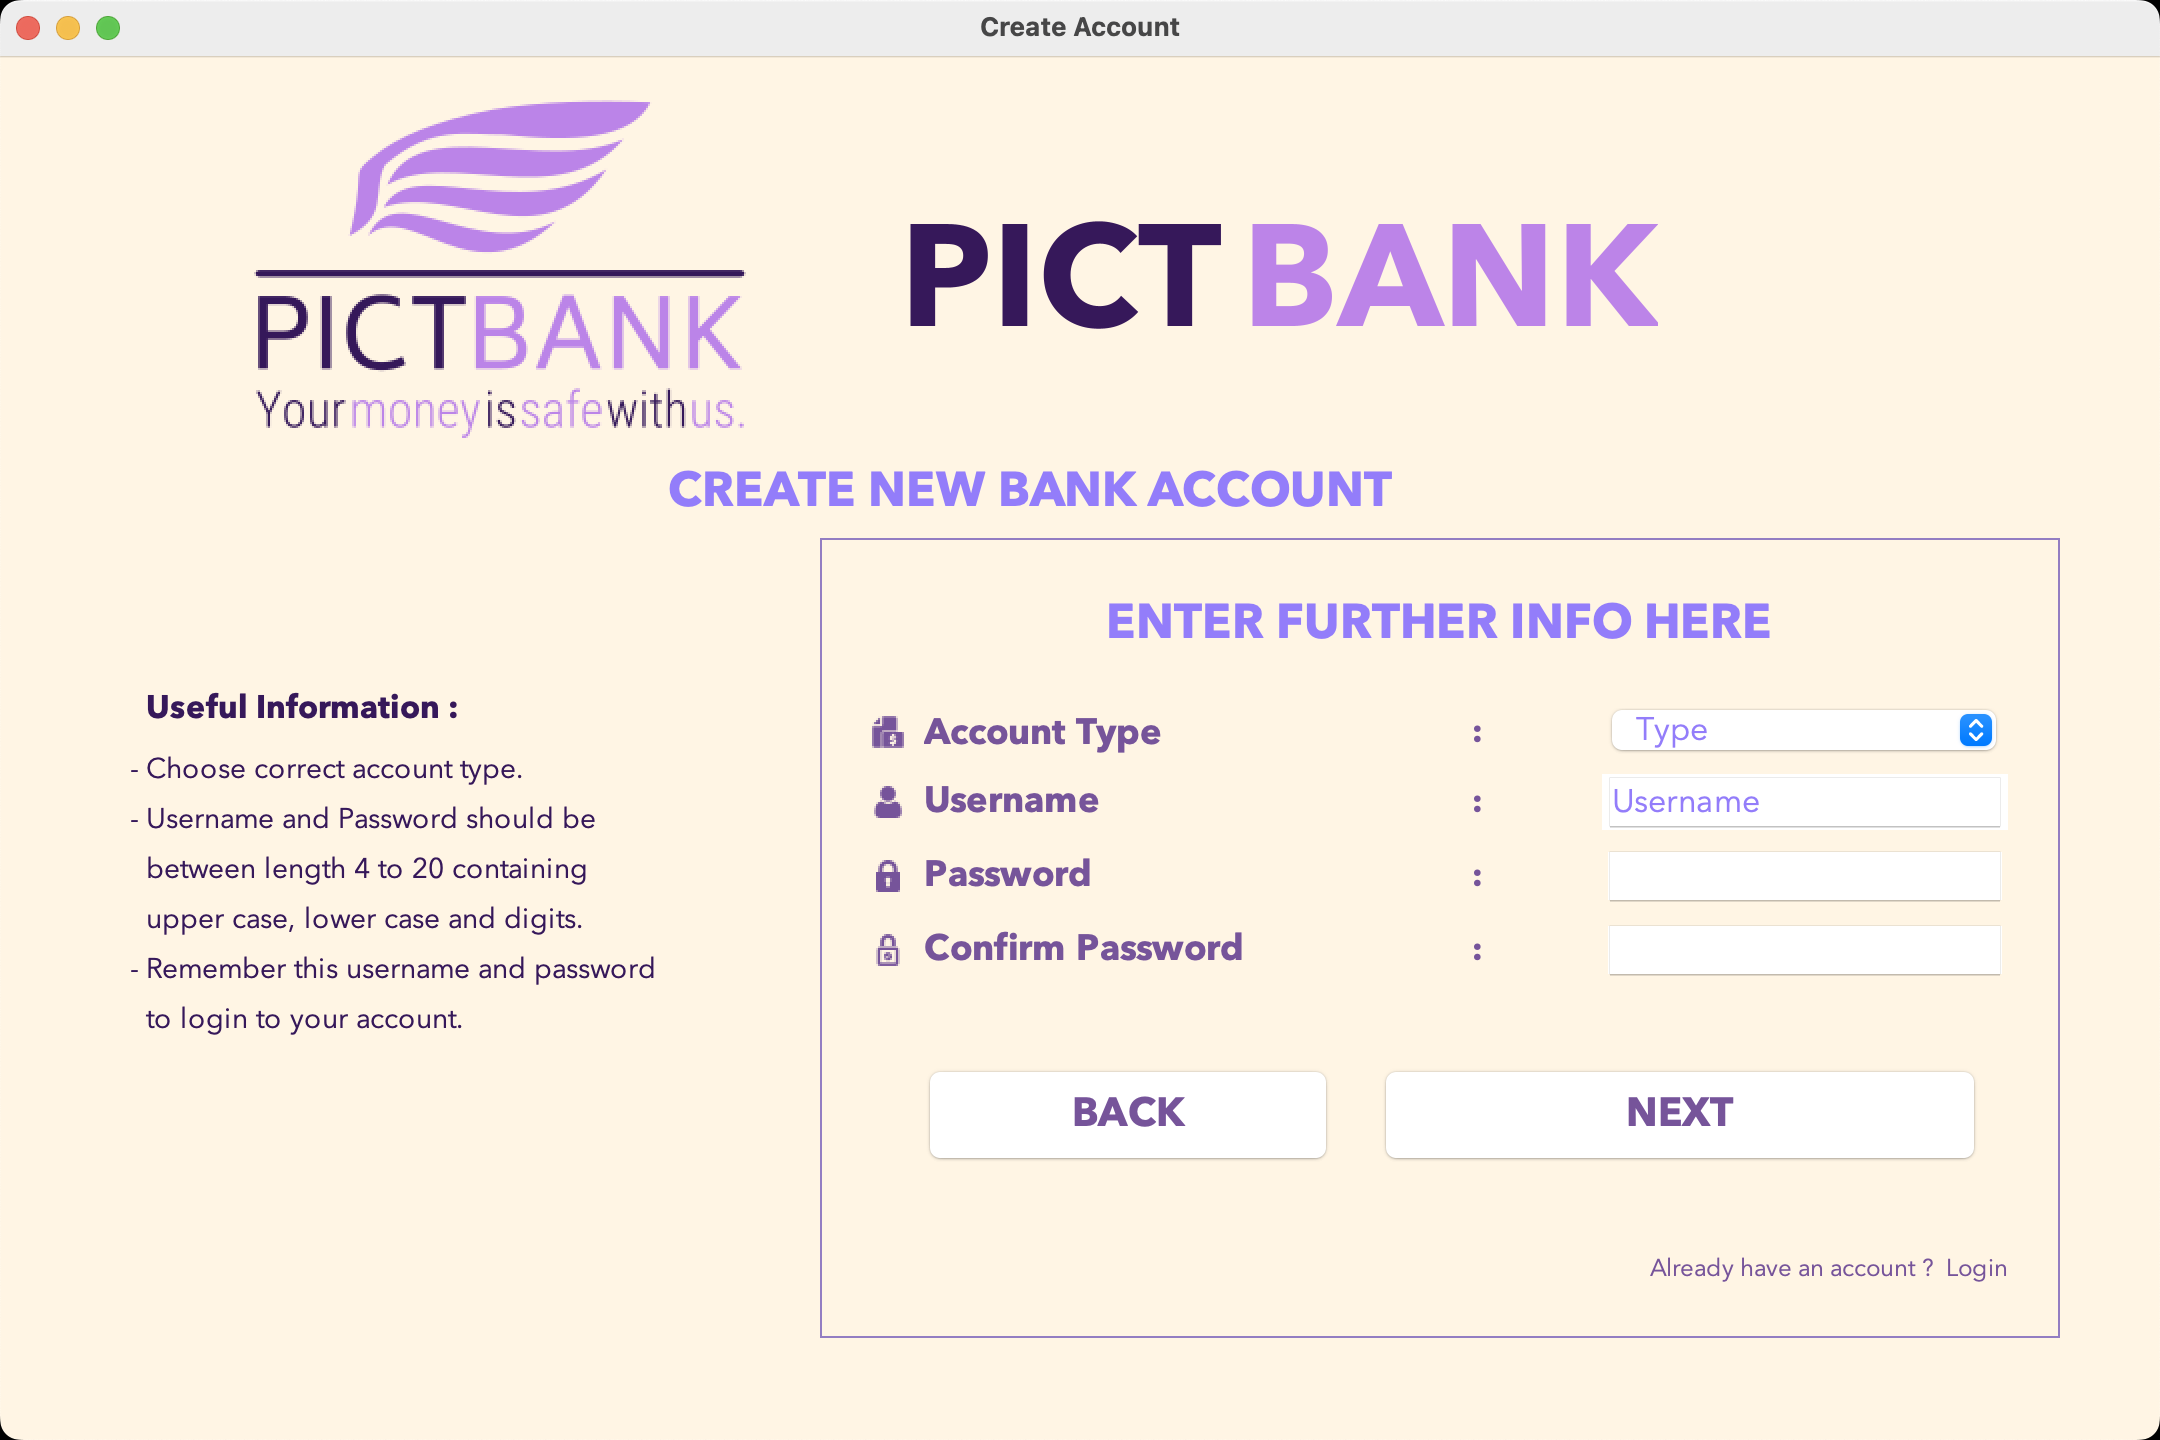 Create Account
PICTBANK
Your money is safe with us.
PICT BANK
CREATE NEW BANK ACCOUNT
Useful Information :
- Choose correct account type.
- Username and Password should be
between length 4 to 20 containing
upper case, lower case and digits.
- Remember this username and password
to login to your account.
ENTER FURTHER INFO HERE
Account Type : Type
Username : Username
Password :
Confirm Password :
BACK NEXT
Already have an account ? Login